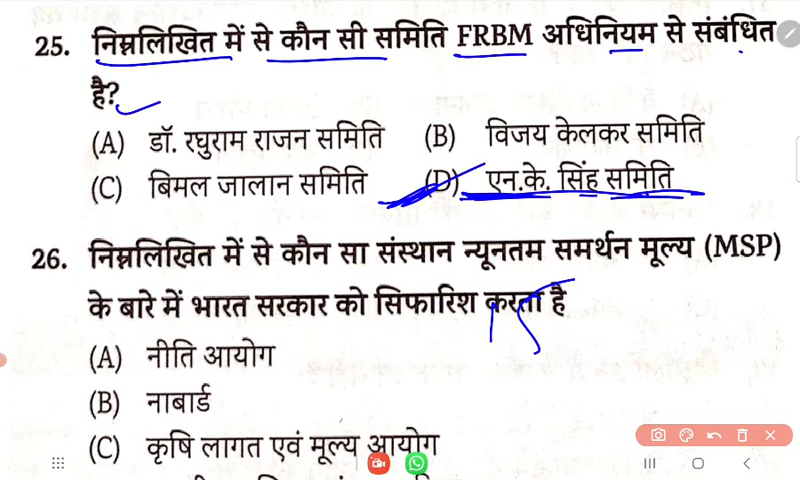 25. निम्नलिखित में से कौन सी समिति FRBM अधिनियम से संबंधित
है?
(A) डॉ. रघुराम राजन समिति (B) विजय केलकर समिति
(C) बिमल जालान समिति (D) एन.के. सिंह समिति
26. निम्नलिखित में से कौन सा संस्थान न्यूनतम समर्थन मूल्य (MSP)
के बारे में भारत सरकार को सिफारिश करता है
(A) नीति आयोग
(B) नाबार्ड
(C) कृषि लागत एवं मूल्य आयोग